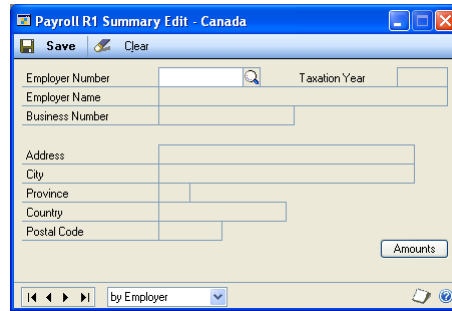 Payroll R1 Summary Edit - Canada
Save Clear
Employer Number Taxation Year
Employer Name
Business Number
Address
City
Province
Country
Postal Code
Amounts
by Employer